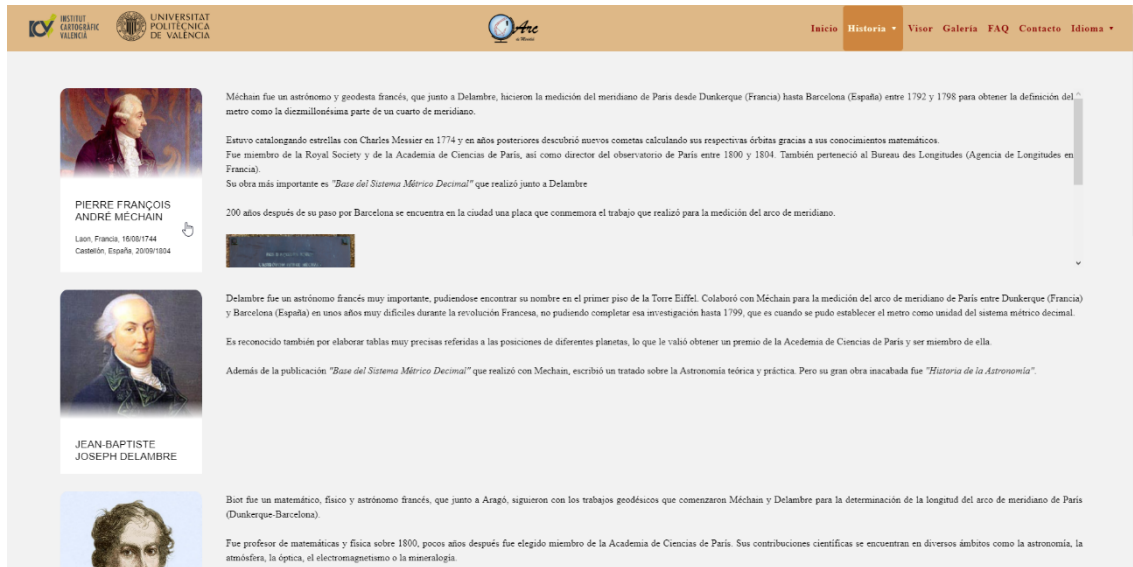 INSTITUT
CARTOGRÀFIC
VALENCIÀ
UNIVERSITAT
POLITÈCNICA
DE VALÈNCIA
Arc
Inicio Historia Visor Galería FAQ Contacto Idioma
Méchain fue un astrónomo y geodesta francés, que junto a Delambre, hicieron la medición del meridiano de Paris desde Dunkerque (Francia) hasta Barcelona (España) entre 1792 y 1798 para obtener la definición del
metro como la diezmillonésima parte de un cuarto de meridiano.
Estuvo catalongando estrellas con Charles Messier en 1774 y en años posteriores descubrió nuevos cometas calculando sus respectivas órbitas gracias a sus conocimientos matemáticos.
Fue miembro de la Royal Society y de la Academia de Ciencias de París, así como director del observatorio de París entre 1800 y 1804. También perteneció al Bureau des Longitudes (Agencia de Longitudes en
Francia).
Su obra más importante es "Base del Sistema Métrico Decimal" que realizó junto a Delambre
200 años después de su paso por Barcelona se encuentra en la ciudad una placa que conmemora el trabajo que realizó para la medición del arco de meridiano.
PIERRE FRANÇOIS
ANDRÉ MÉCHAIN
Laon, Francia, 16/08/1744
Castellón, España, 20/09/1804
Delambre fue un astrónomo francés muy importante, pudiendose encontrar su nombre en el primer piso de la Torre Eiffel. Colaboró con Méchain para la medición del arco de meridiano de París entre Dunkerque (Francia)
y Barcelona (España) en unos años muy difíciles durante la revolución Francesa, no pudiendo completar esa investigación hasta 1799, que es cuando se pudo establecer el metro como unidad del sistema métrico decimal.
Es reconocido también por elaborar tablas muy precisas referidas a las posiciones de diferentes planetas, lo que le valió obtener un premio de la Acedemia de Ciencias de París y ser miembro de ella.
Además de la publicación "Base del Sistema Métrico Decimal" que realizó con Mechain, escribió un tratado sobre la Astronomía teórica y práctica. Pero su gran obra inacabada fue "Historia de la Astronomía".
JEAN-BAPTISTE
JOSEPH DELAMBRE
Biot fue un matemático, físico y astrónomo francés, que junto a Aragó, siguieron con los trabajos geodésicos que comenzaron Méchain y Delambre para la determinación de la longitud del arco de meridiano de París
(Dunkerque-Barcelona).
Fue profesor de matemáticas y física sobre 1800, pocos años después fue elegido miembro de la Academia de Ciencias de París. Sus contribuciones científicas se encuentran en diversos ámbitos como la astronomía, la
atmósfera, la óptica, el electromagnetismo o la mineralogía.